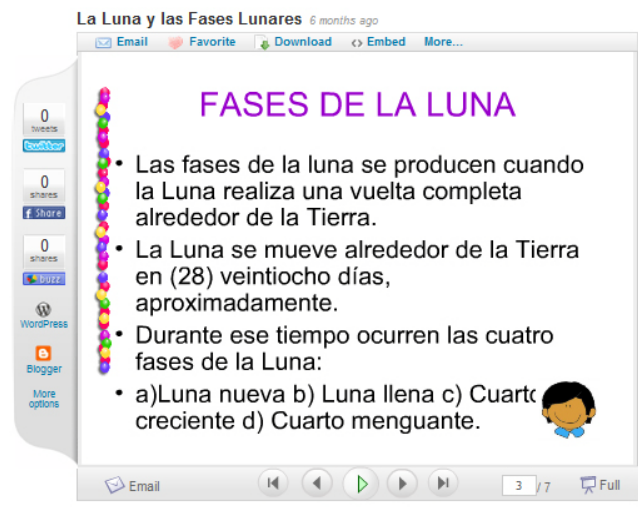 La Luna y las Fases Lunares 6 months ago
Email Favorite Download Embed More...
FASES DE LA LUNA
• Las fases de la luna se producen cuando
la Luna realiza una vuelta completa
alrededor de la Tierra.
• La Luna se mueve alrededor de la Tierra
en (28) veintiocho días,
aproximadamente.
• Durante ese tiempo ocurren las cuatro
fases de la Luna:
• a)Luna nueva b) Luna llena c) Cuarto
creciente d) Cuarto menguante.
0
tweets
twitter
0
shares
f Share
0
shares
buzz
WordPress
Blogger
More
options
Email 3 / 7 Full